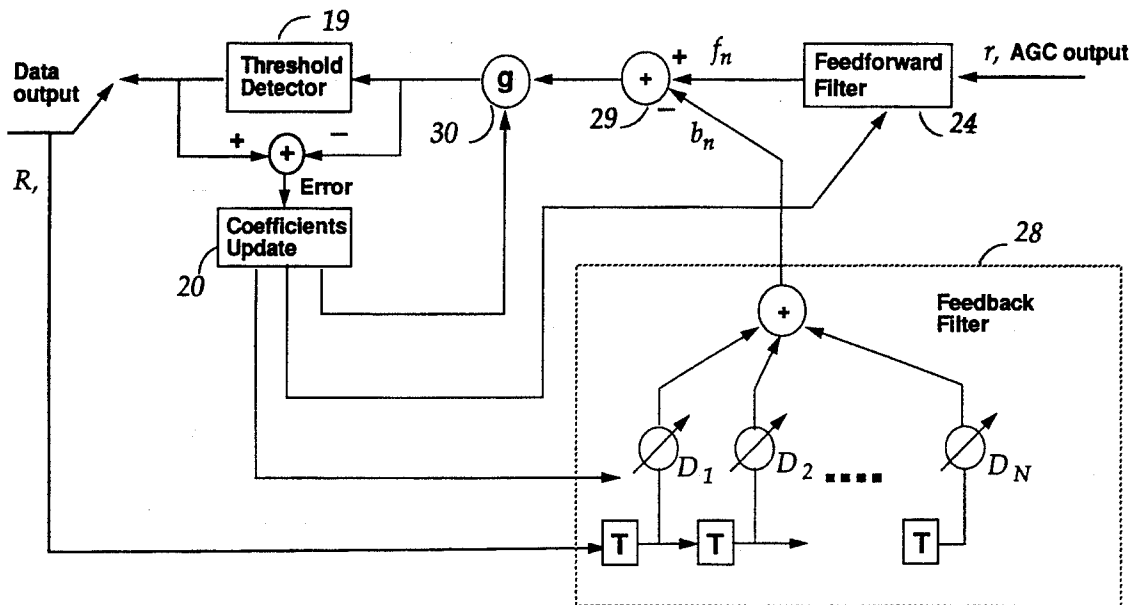 19
Data
output
Threshold
Detector
g
30
+
+
29
−
f_n
b_n
Feedforward
Filter
24
r, AGC output
+
−
+
Error
R,
Coefficients
Update
20
28
Feedback
Filter
+
D_1
D_2
....
D_N
T
T
T